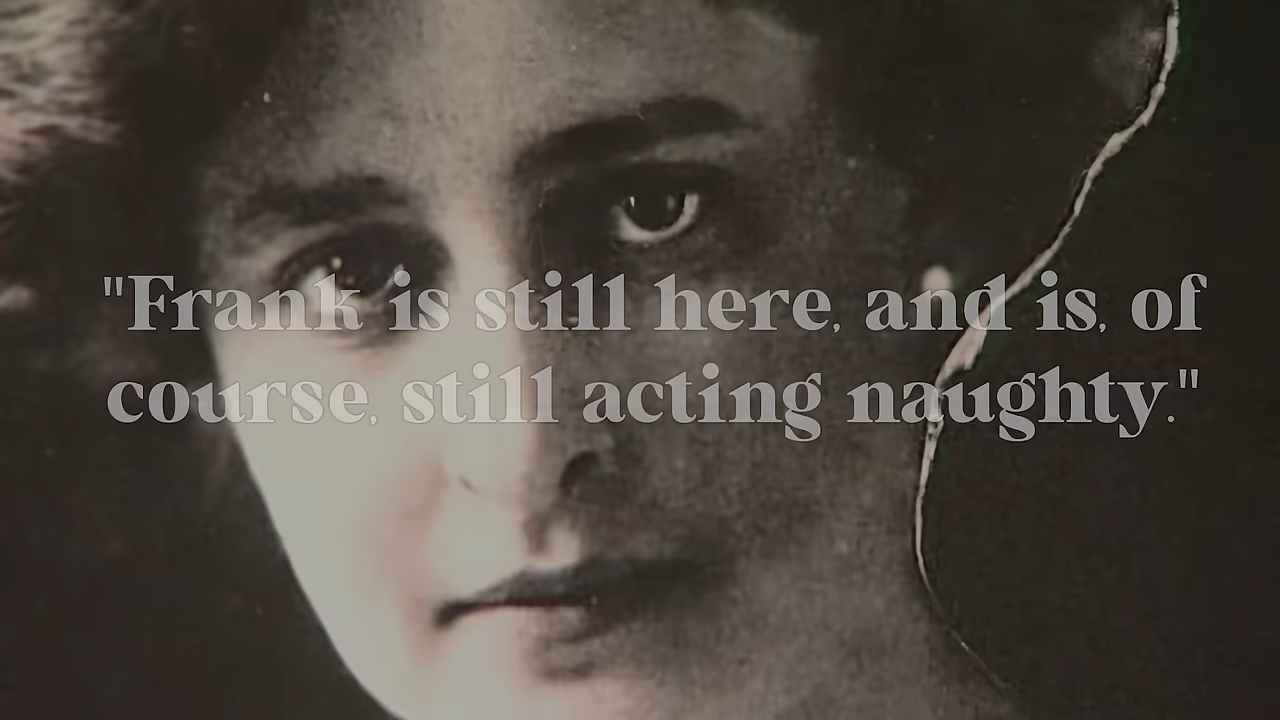 "Frank is still here, and is, of
course, still acting naughty."